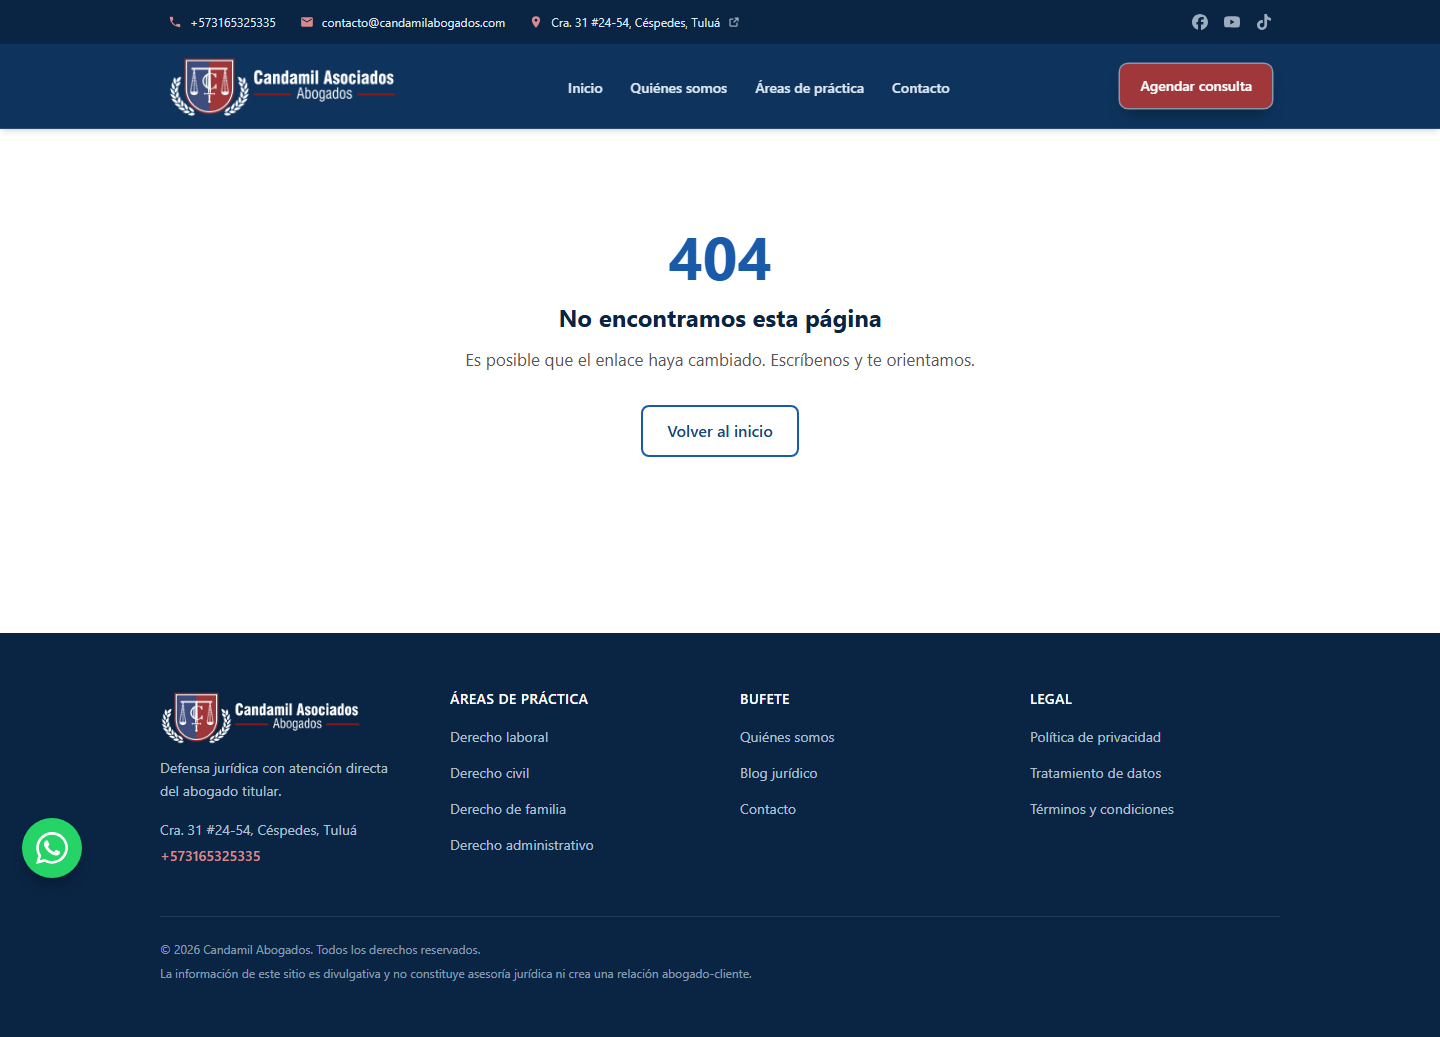 +573165325335
contacto@candamilabogados.com
Cra. 31 #24-54, Céspedes, Tuluá
Candamil Asociados
Abogados
Inicio
Quiénes somos
Áreas de práctica
Contacto
Agendar consulta
404
No encontramos esta página
Es posible que el enlace haya cambiado. Escríbenos y te orientamos.
Volver al inicio
Candamil Asociados
Abogados
Defensa jurídica con atención directa
del abogado titular.
Cra. 31 #24-54, Céspedes, Tuluá
+573165325335
ÁREAS DE PRÁCTICA
Derecho laboral
Derecho civil
Derecho de familia
Derecho administrativo
BUFETE
Quiénes somos
Blog jurídico
Contacto
LEGAL
Política de privacidad
Tratamiento de datos
Términos y condiciones
© 2026 Candamil Abogados. Todos los derechos reservados.
La información de este sitio es divulgativa y no constituye asesoría jurídica ni crea una relación abogado-cliente.